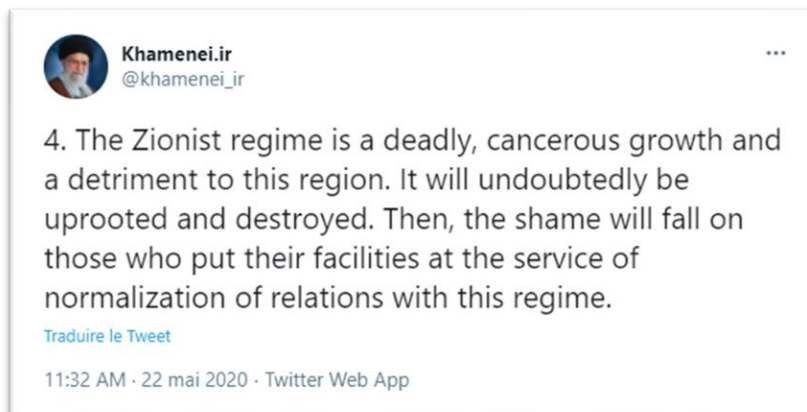 Khamenei.ir
@khamenei_ir
4. The Zionist regime is a deadly, cancerous growth and
a detriment to this region. It will undoubtedly be
uprooted and destroyed. Then, the shame will fall on
those who put their facilities at the service of
normalization of relations with this regime.
Traduire le Tweet
11:32 AM · 22 mai 2020 · Twitter Web App